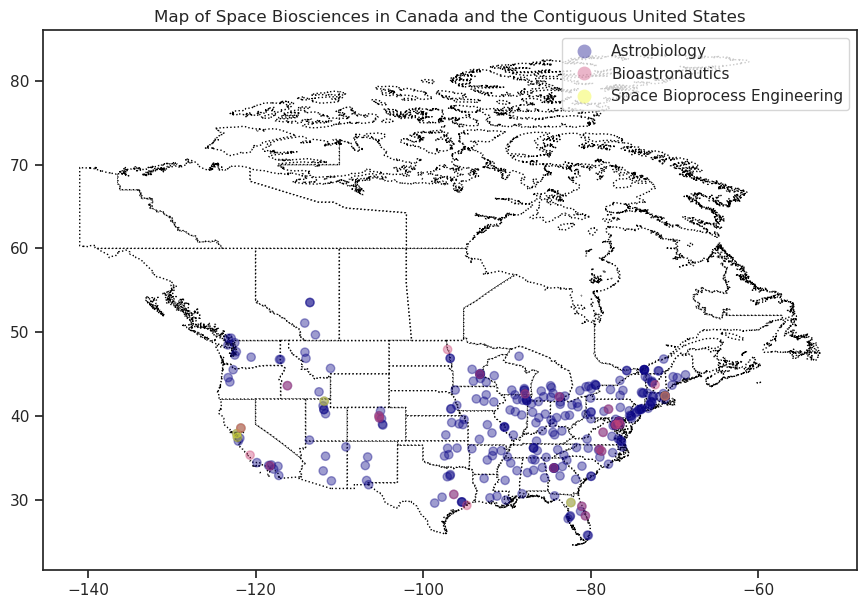 Map of Space Biosciences in Canada and the Contiguous United States
Astrobiology
Bioastronautics
Space Bioprocess Engineering
80
70
60
50
40
30
−140
−120
−100
−80
−60